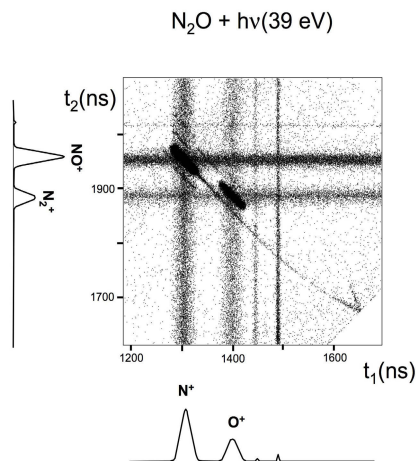 N₂O + hν(39 eV)
t₂(ns)
NO⁺
N₂⁺
1900
1700
1200
1400
1600
t₁(ns)
N⁺
O⁺